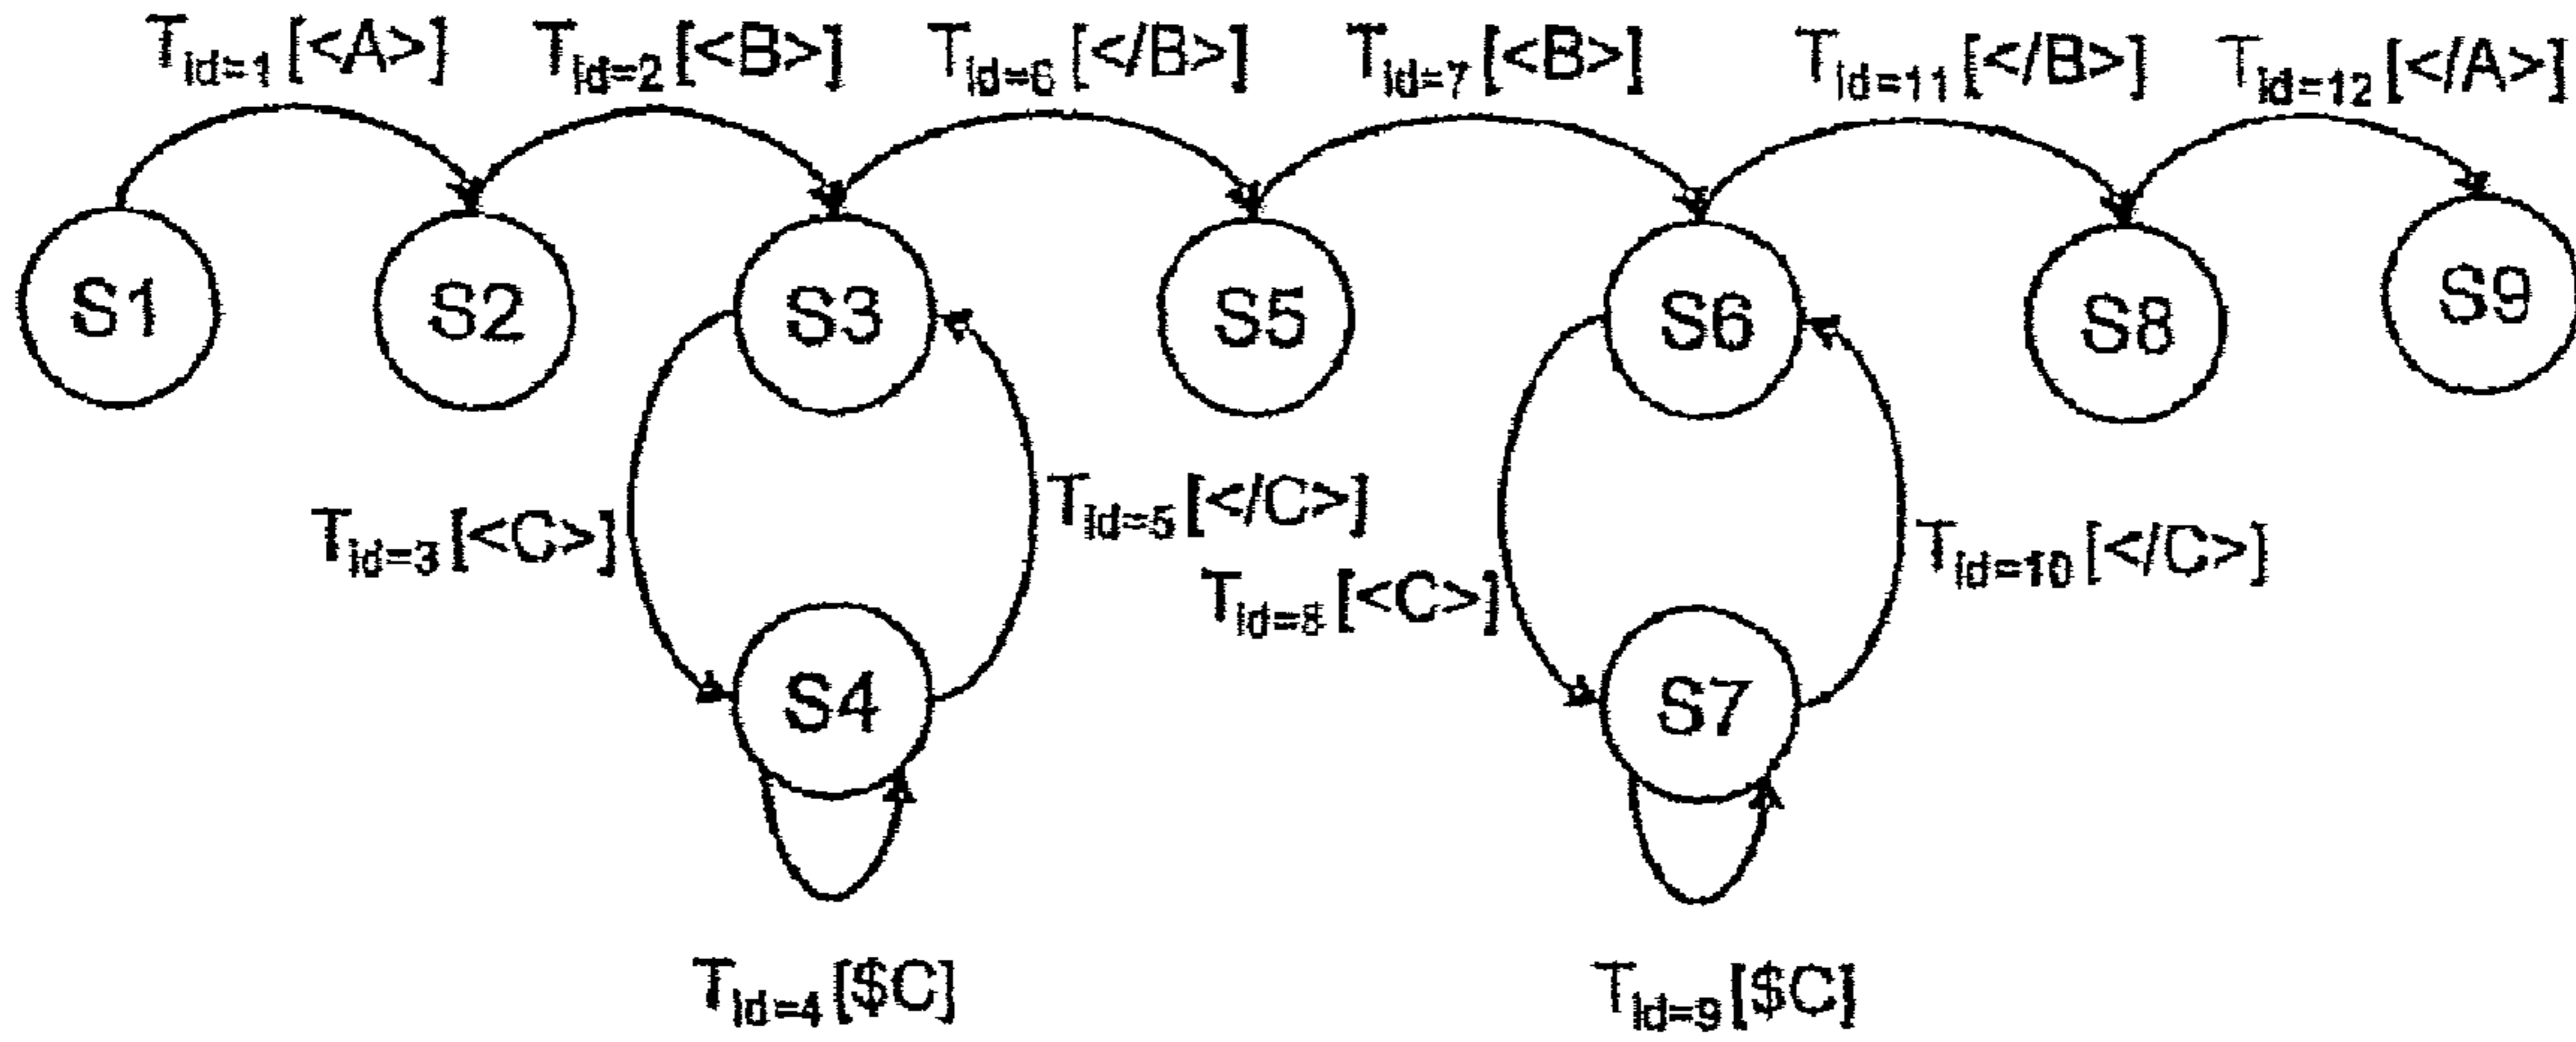 T_id=1 [<A>] T_id=2 [<B>] T_id=6 [</B>] T_id=7 [<B>] T_id=11 [</B>] T_id=12 [</A>]
S1 S2 S3 S5 S6 S8 S9
T_id=3 [<C>] T_id=5 [</C>] T_id=8 [<C>] T_id=10 [</C>]
S4 S7
T_id=4 [$C] T_id=9 [$C]